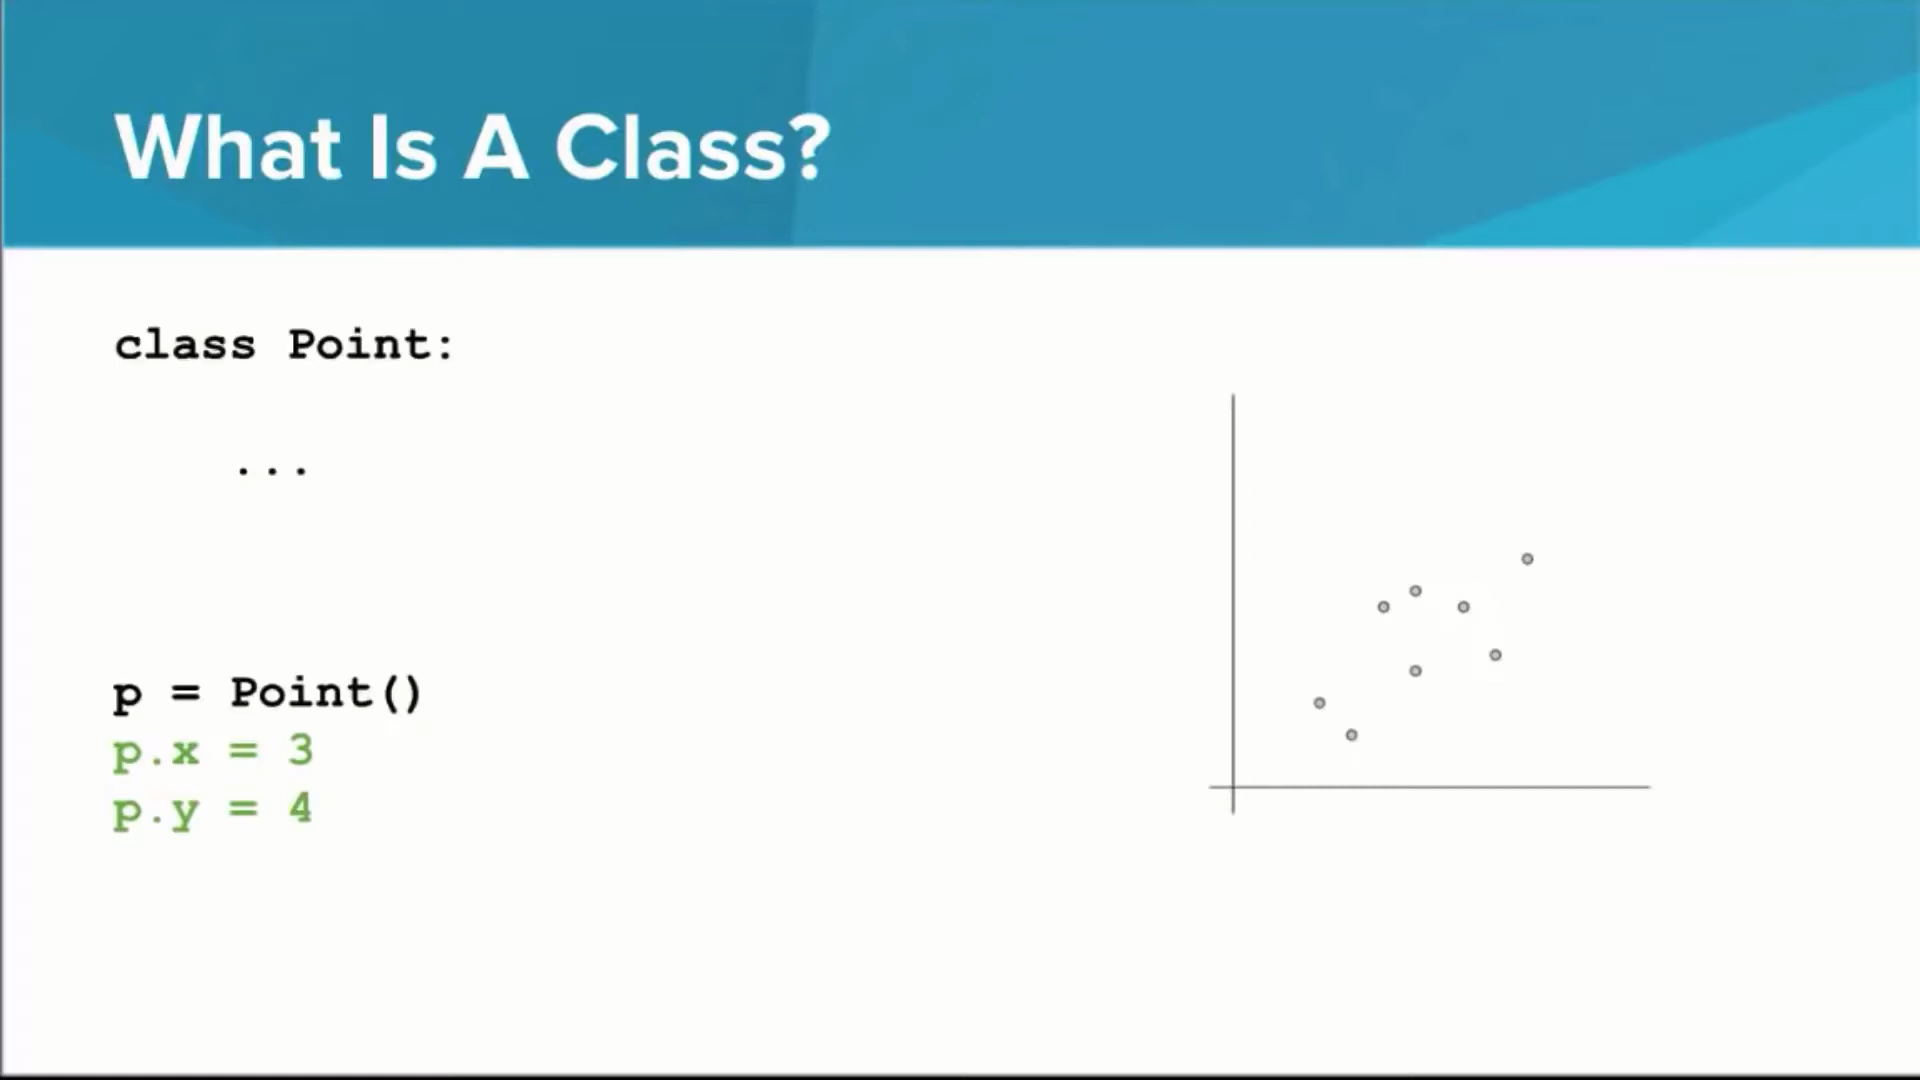 What Is A Class?
class Point:
...
p = Point()
p.x = 3
p.y = 4